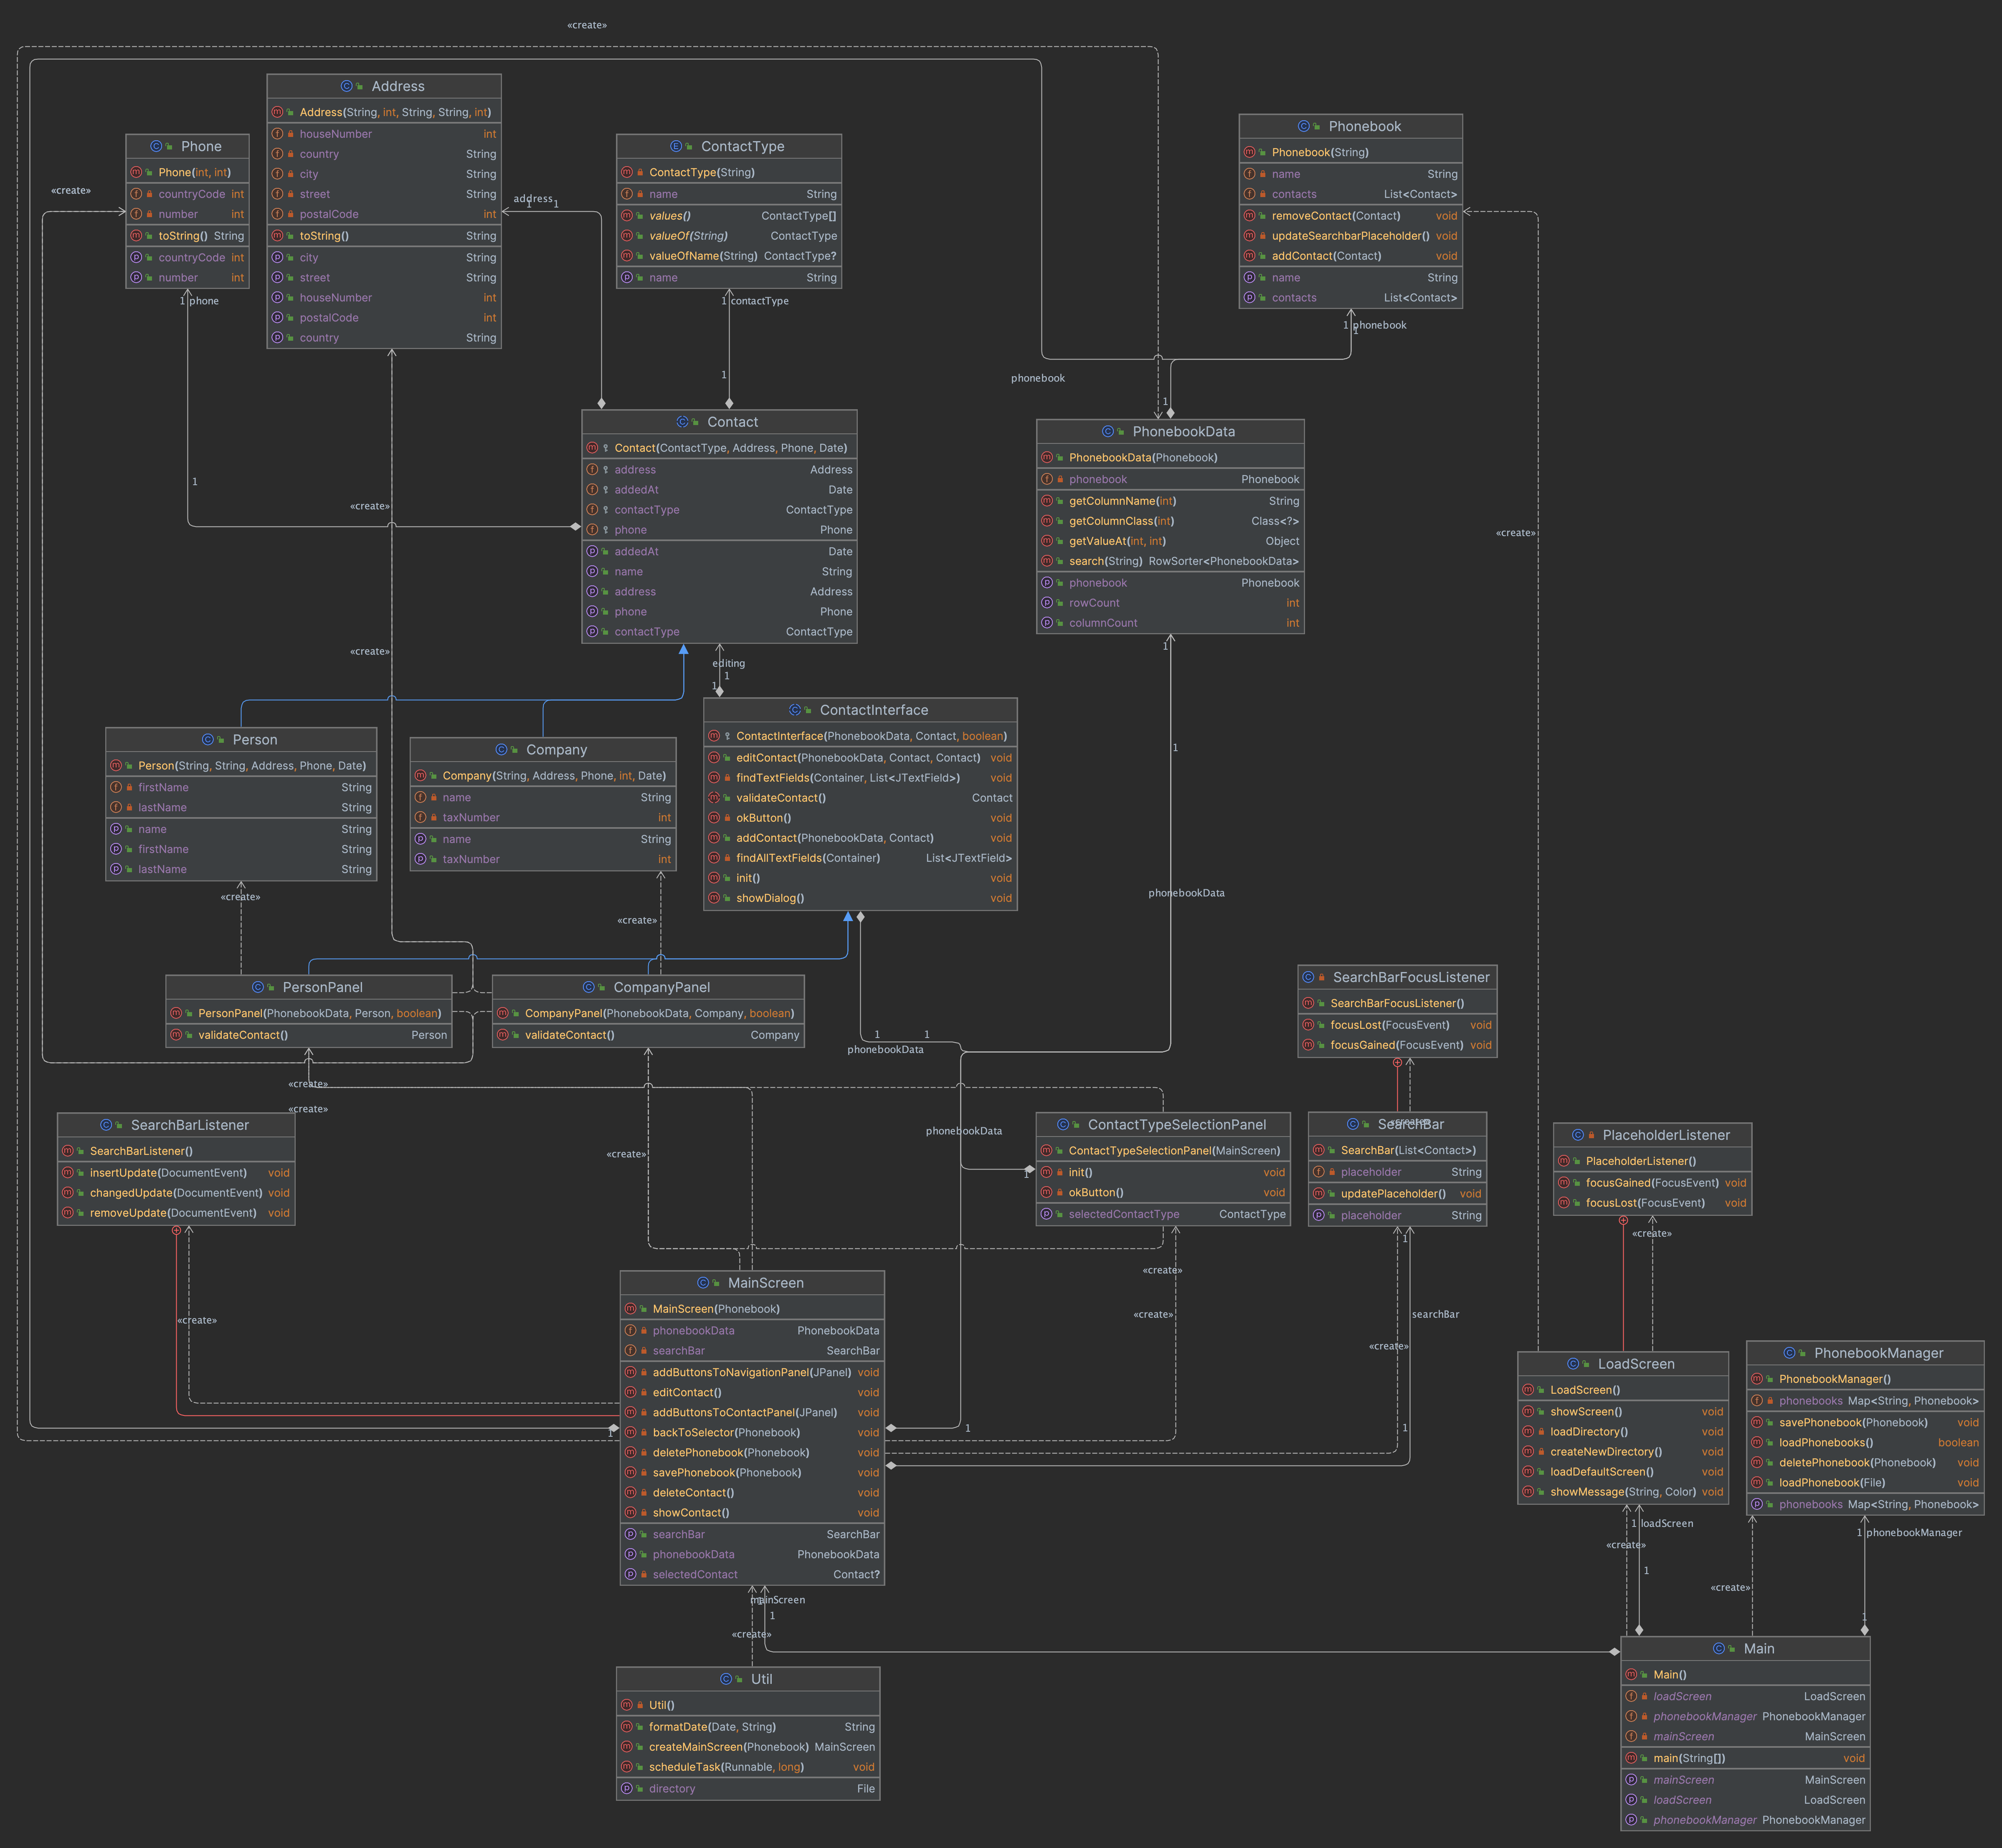 «create»
Address
Address(String, int, String, String, int)
houseNumber int
country String
city String
street String
postalCode int
toString() String
city String
street String
houseNumber int
postalCode int
country String
Phone
Phone(int, int)
countryCode int
number int
toString() String
countryCode int
number int
ContactType
ContactType(String)
name String
values() ContactType[]
valueOf(String) ContactType
valueOfName(String) ContactType?
name String
Phonebook
Phonebook(String)
name String
contacts List<Contact>
removeContact(Contact) void
updateSearchbarPlaceholder() void
addContact(Contact) void
name String
contacts List<Contact>
«create»
address
1
1
1 phone
1 contactType
1 phonebook
1
phonebook
1
1
1
«create»
«create»
«create»
Contact
Contact(ContactType, Address, Phone, Date)
address Address
addedAt Date
contactType ContactType
phone Phone
addedAt Date
name String
address Address
phone Phone
contactType ContactType
PhonebookData
PhonebookData(Phonebook)
phonebook Phonebook
getColumnName(int) String
getColumnClass(int) Class<?>
getValueAt(int, int) Object
search(String) RowSorter<PhonebookData>
phonebook Phonebook
rowCount int
columnCount int
editing
1
1
1
1
phonebookData
Person
Person(String, String, Address, Phone, Date)
firstName String
lastName String
name String
firstName String
lastName String
Company
Company(String, Address, Phone, int, Date)
name String
taxNumber int
name String
taxNumber int
ContactInterface
ContactInterface(PhonebookData, Contact, boolean)
editContact(PhonebookData, Contact, Contact) void
findTextFields(Container, List<JTextField>) void
validateContact() Contact
okButton() void
addContact(PhonebookData, Contact) void
findAllTextFields(Container) List<JTextField>
init() void
showDialog() void
«create»
«create»
PersonPanel
PersonPanel(PhonebookData, Person, boolean)
validateContact() Person
CompanyPanel
CompanyPanel(PhonebookData, Company, boolean)
validateContact() Company
SearchBarFocusListener
SearchBarFocusListener()
focusLost(FocusEvent) void
focusGained(FocusEvent) void
1
1
phonebookData
«create»
«create»
«create»
phonebookData
1
SearchBarListener
SearchBarListener()
insertUpdate(DocumentEvent) void
changedUpdate(DocumentEvent) void
removeUpdate(DocumentEvent) void
ContactTypeSelectionPanel
ContactTypeSelectionPanel(MainScreen)
init() void
okButton() void
selectedContactType ContactType
«create»
SearchBar
SearchBar(List<Contact>)
placeholder String
updatePlaceholder() void
placeholder String
PlaceholderListener
PlaceholderListener()
focusGained(FocusEvent) void
focusLost(FocusEvent) void
«create»
1
«create»
«create»
«create»
searchBar
«create»
1
1
1
MainScreen
MainScreen(Phonebook)
phonebookData PhonebookData
searchBar SearchBar
addButtonsToNavigationPanel(JPanel) void
editContact() void
addButtonsToContactPanel(JPanel) void
backToSelector(Phonebook) void
deletePhonebook(Phonebook) void
savePhonebook(Phonebook) void
deleteContact() void
showContact() void
searchBar SearchBar
phonebookData PhonebookData
selectedContact Contact?
LoadScreen
LoadScreen()
showScreen() void
loadDirectory() void
createNewDirectory() void
loadDefaultScreen() void
showMessage(String, Color) void
PhonebookManager
PhonebookManager()
phonebooks Map<String, Phonebook>
savePhonebook(Phonebook) void
loadPhonebooks() boolean
deletePhonebook(Phonebook) void
loadPhonebook(File) void
phonebooks Map<String, Phonebook>
1 loadScreen
«create»
1
1 phonebookManager
«create»
1
mainScreen
1
1
«create»
Util
Util()
formatDate(Date, String) String
createMainScreen(Phonebook) MainScreen
scheduleTask(Runnable, long) void
directory File
Main
Main()
loadScreen LoadScreen
phonebookManager PhonebookManager
mainScreen MainScreen
main(String[]) void
mainScreen MainScreen
loadScreen LoadScreen
phonebookManager PhonebookManager